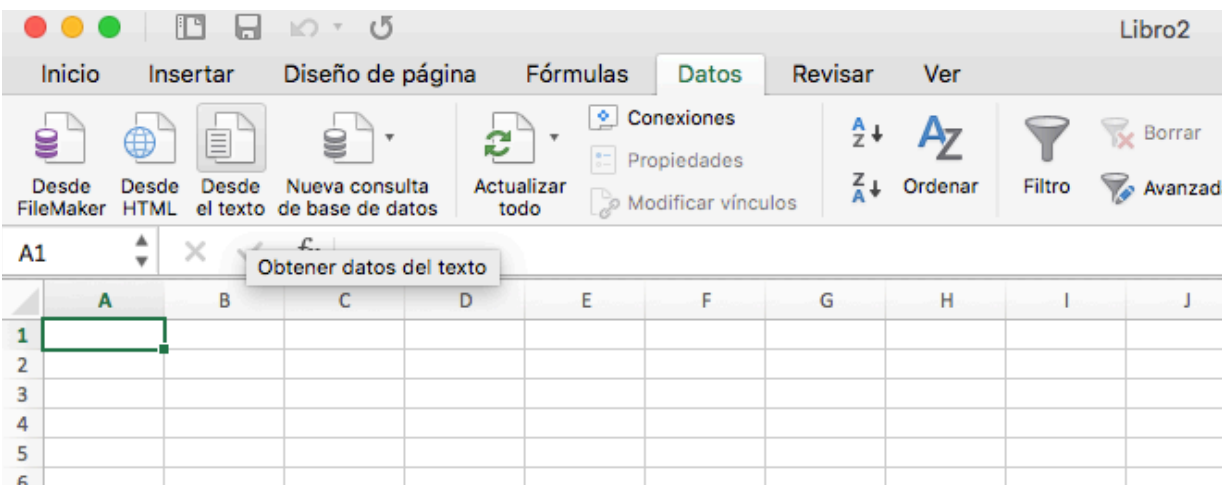 Libro2
Inicio Insertar Diseño de página Fórmulas Datos Revisar Ver
Desde FileMaker
Desde HTML
Desde el texto
Nueva consulta de base de datos
Actualizar todo
Conexiones
Propiedades
Modificar vínculos
A Z
Z A
AZ
Ordenar
Filtro
Borrar
Avanzad
A1
Obtener datos del texto
A B C D E F G H I J
1
2
3
4
5
6